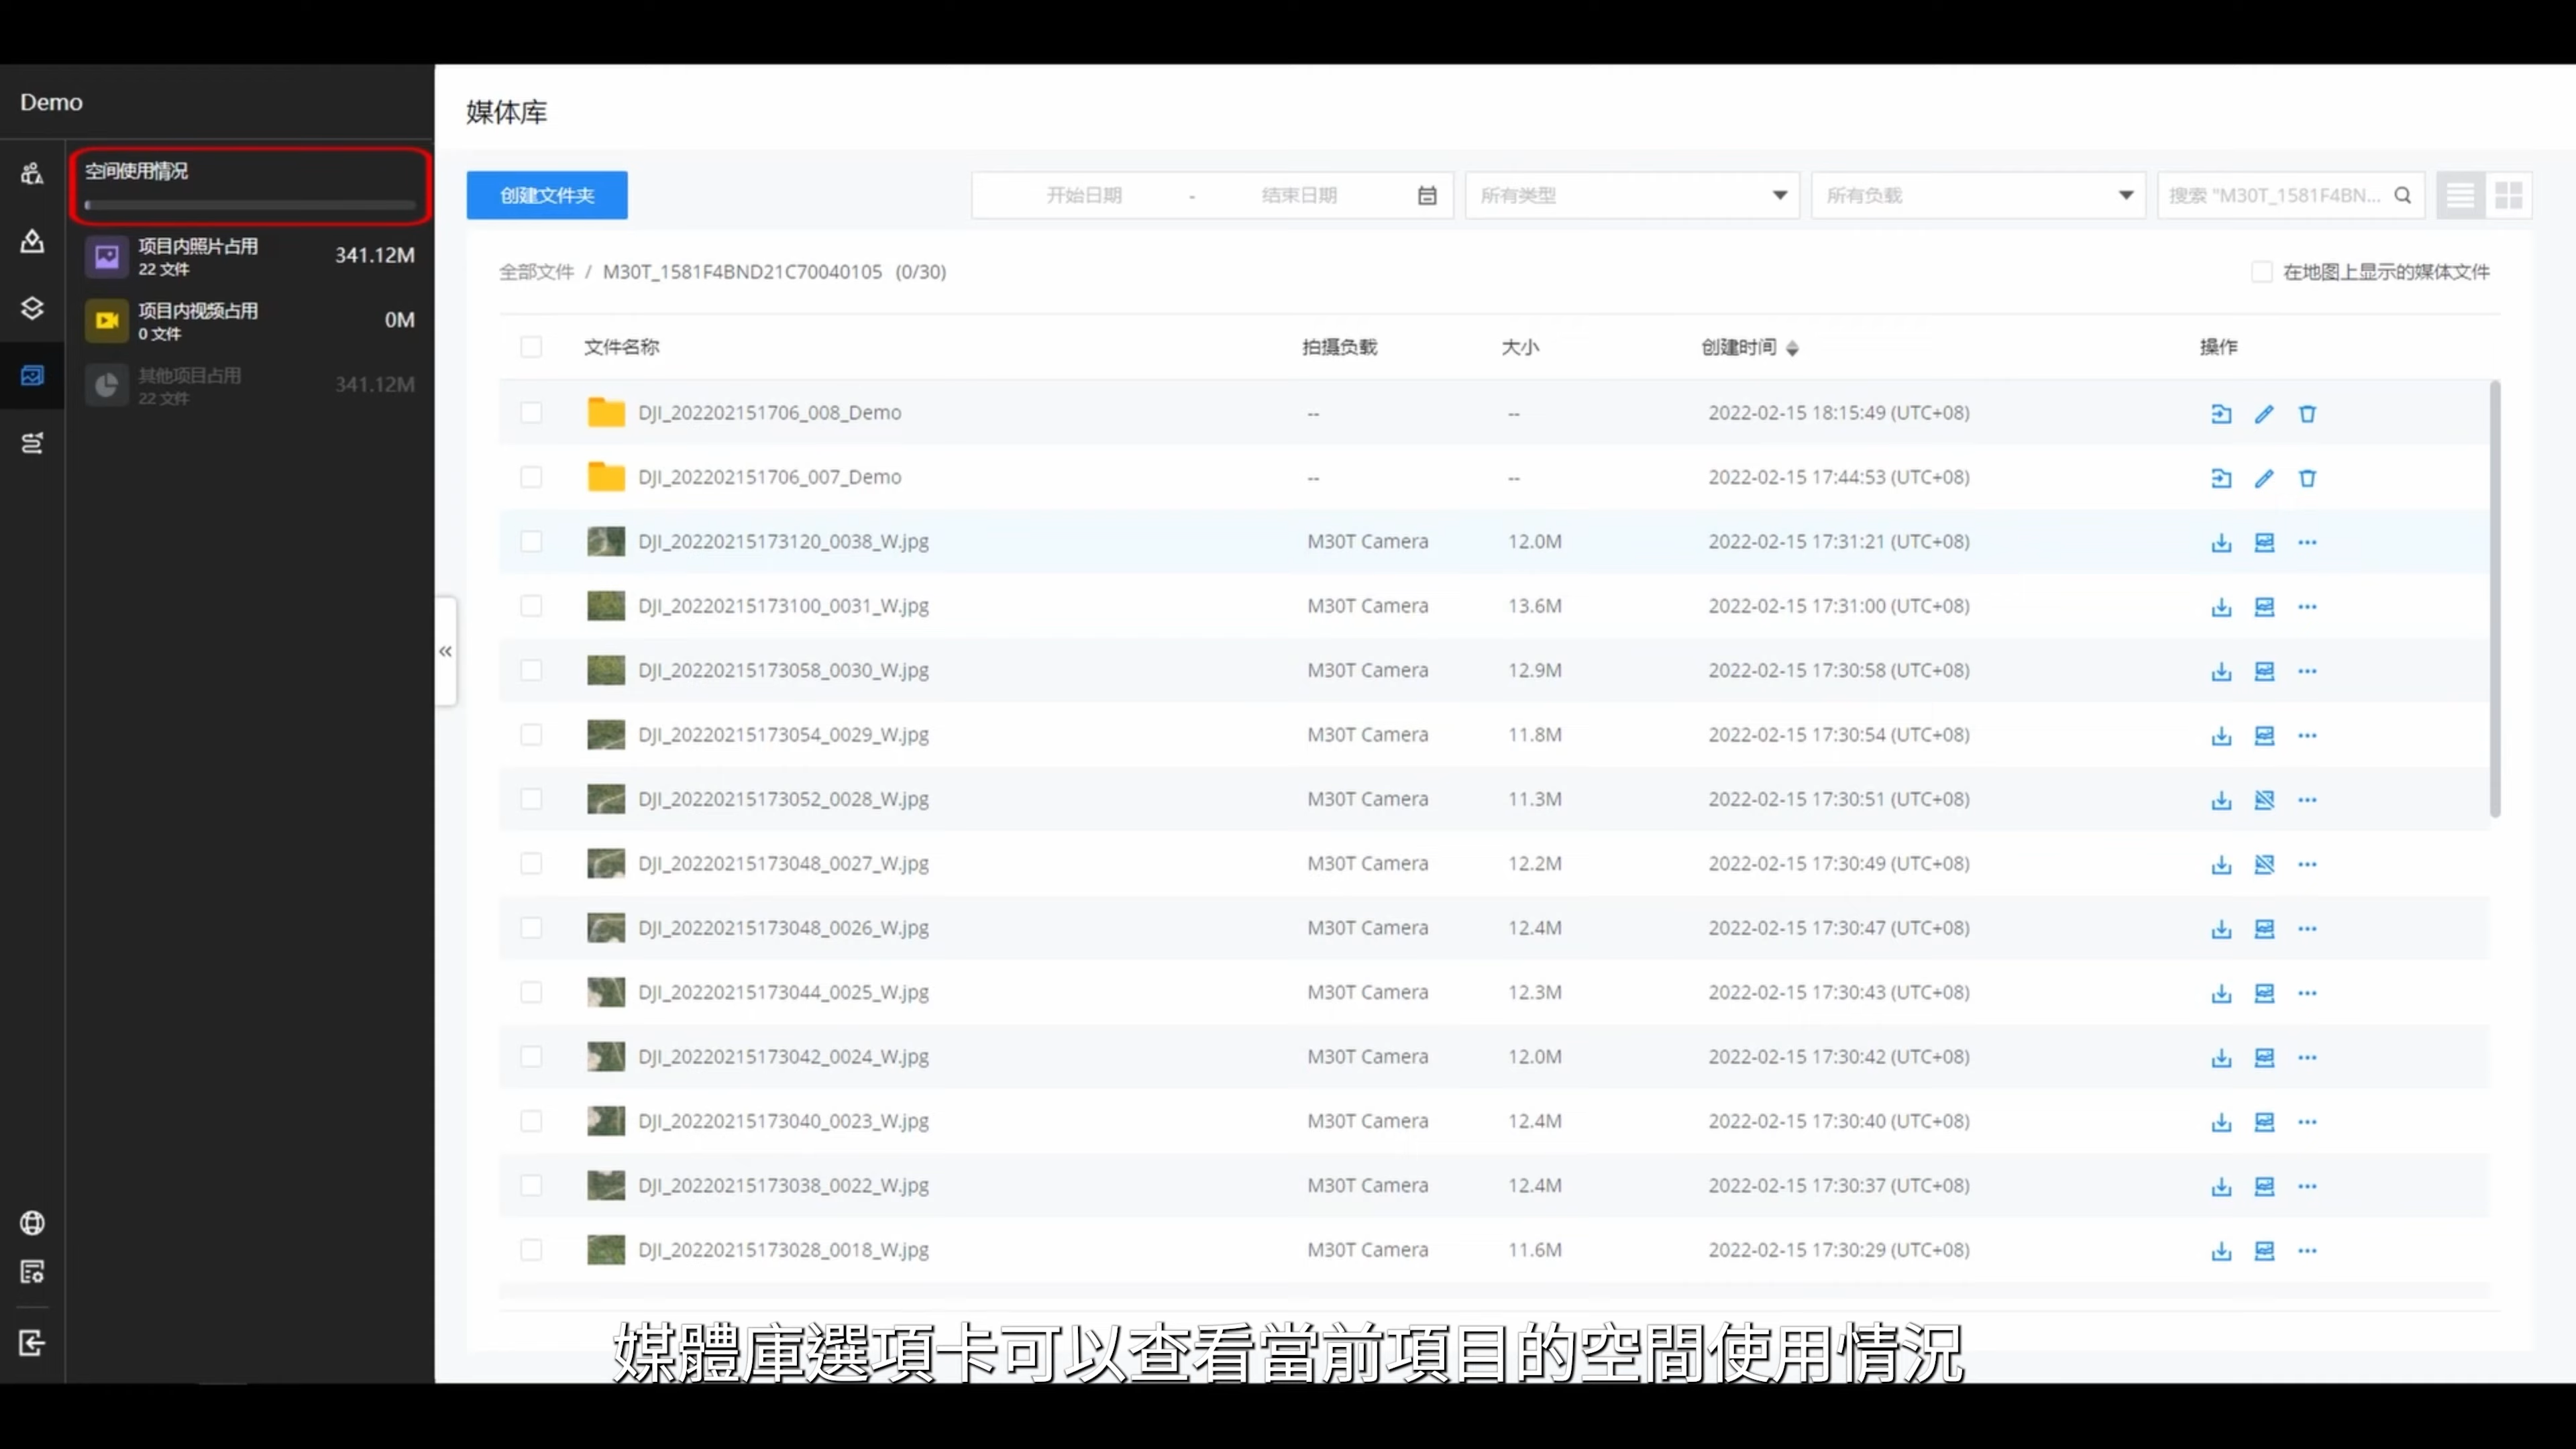 Demo
空间使用情况
项目内照片占用
22 文件
341.12M
项目内视频占用
0 文件
0M
其他项目占用
22 文件
341.12M
媒体库
创建文件夹
开始日期 - 结束日期
所有类型
所有负载
搜索 "M30T_1581F4BN...
全部文件 / M30T_1581F4BND21C70040105 (0/30)
在地图上显示的媒体文件
文件名称 拍摄负载 大小 创建时间 操作
DJI_202202151706_008_Demo -- -- 2022-02-15 18:15:49 (UTC+08)
DJI_202202151706_007_Demo -- -- 2022-02-15 17:44:53 (UTC+08)
DJI_20220215173120_0038_W.jpg M30T Camera 12.0M 2022-02-15 17:31:21 (UTC+08)
DJI_20220215173100_0031_W.jpg M30T Camera 13.6M 2022-02-15 17:31:00 (UTC+08)
DJI_20220215173058_0030_W.jpg M30T Camera 12.9M 2022-02-15 17:30:58 (UTC+08)
DJI_20220215173054_0029_W.jpg M30T Camera 11.8M 2022-02-15 17:30:54 (UTC+08)
DJI_20220215173052_0028_W.jpg M30T Camera 11.3M 2022-02-15 17:30:51 (UTC+08)
DJI_20220215173048_0027_W.jpg M30T Camera 12.2M 2022-02-15 17:30:49 (UTC+08)
DJI_20220215173048_0026_W.jpg M30T Camera 12.4M 2022-02-15 17:30:47 (UTC+08)
DJI_20220215173044_0025_W.jpg M30T Camera 12.3M 2022-02-15 17:30:43 (UTC+08)
DJI_20220215173042_0024_W.jpg M30T Camera 12.0M 2022-02-15 17:30:42 (UTC+08)
DJI_20220215173040_0023_W.jpg M30T Camera 12.4M 2022-02-15 17:30:40 (UTC+08)
DJI_20220215173038_0022_W.jpg M30T Camera 12.4M 2022-02-15 17:30:37 (UTC+08)
DJI_20220215173028_0018_W.jpg M30T Camera 11.6M 2022-02-15 17:30:29 (UTC+08)
媒體庫選項卡可以查看當前項目的空間使用情況